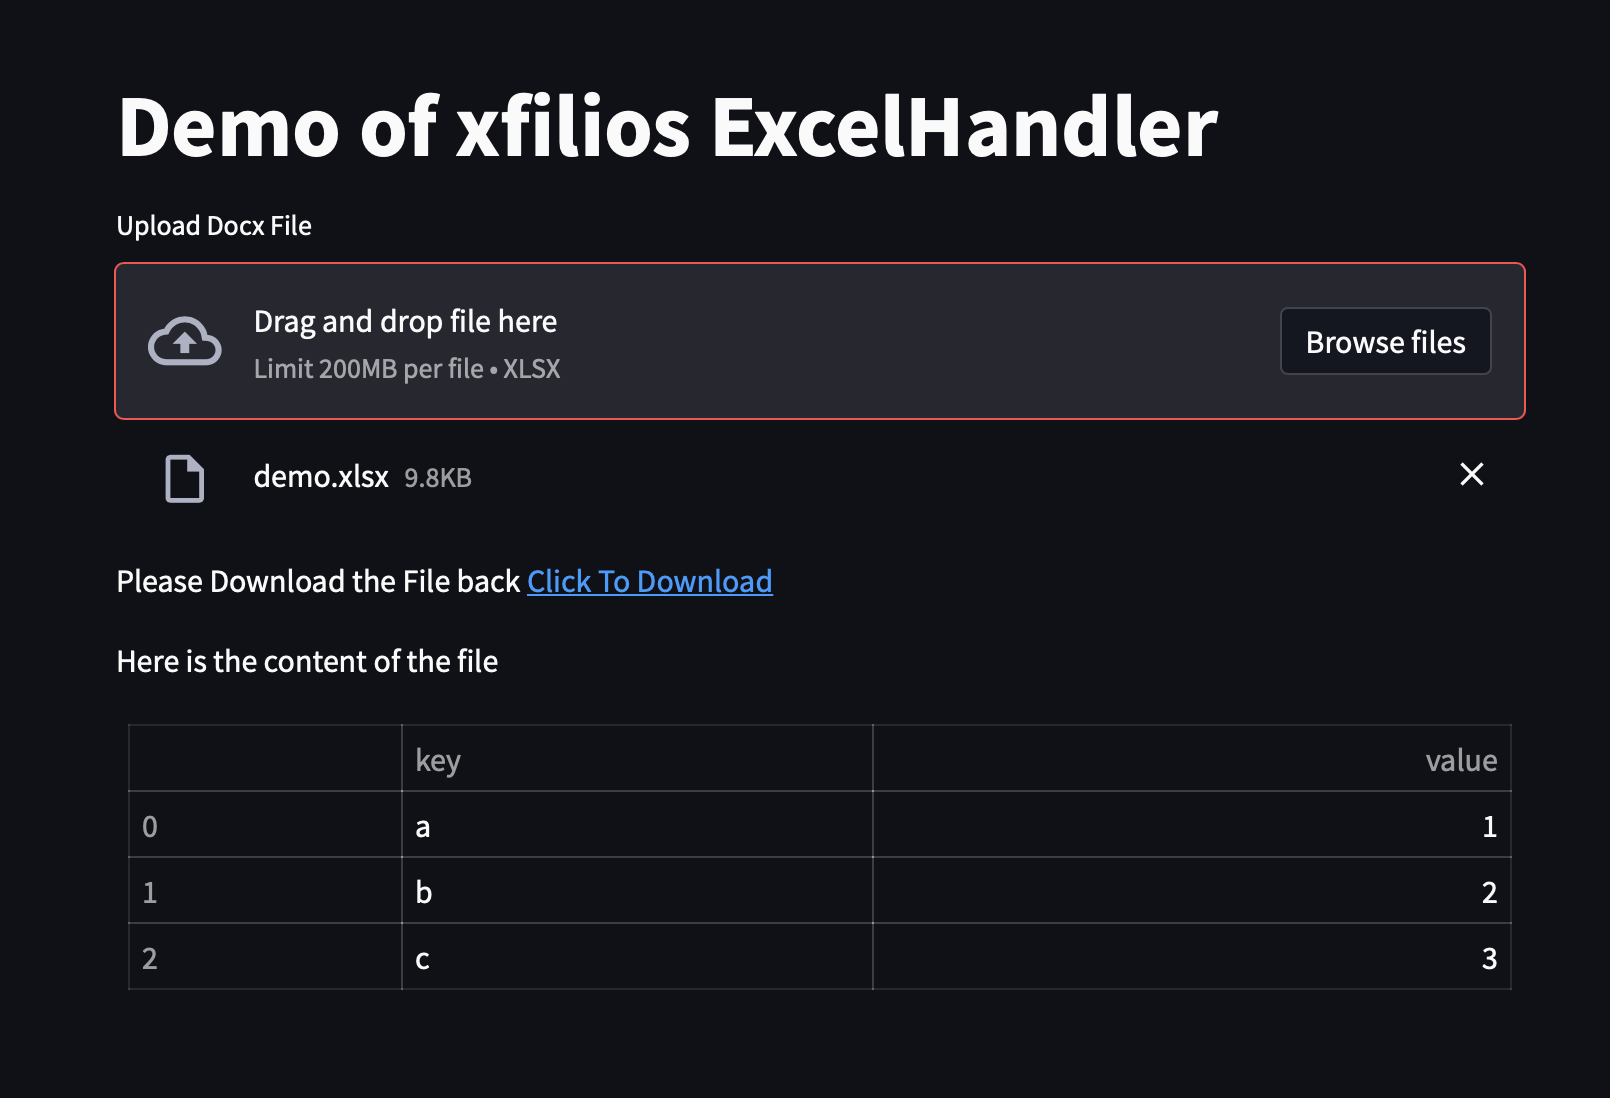 Demo of xfilios ExcelHandler
Upload Docx File
Drag and drop file here
Limit 200MB per file • XLSX
Browse files
demo.xlsx 9.8KB
Please Download the File back Click To Download
Here is the content of the file
key value
0 a 1
1 b 2
2 c 3